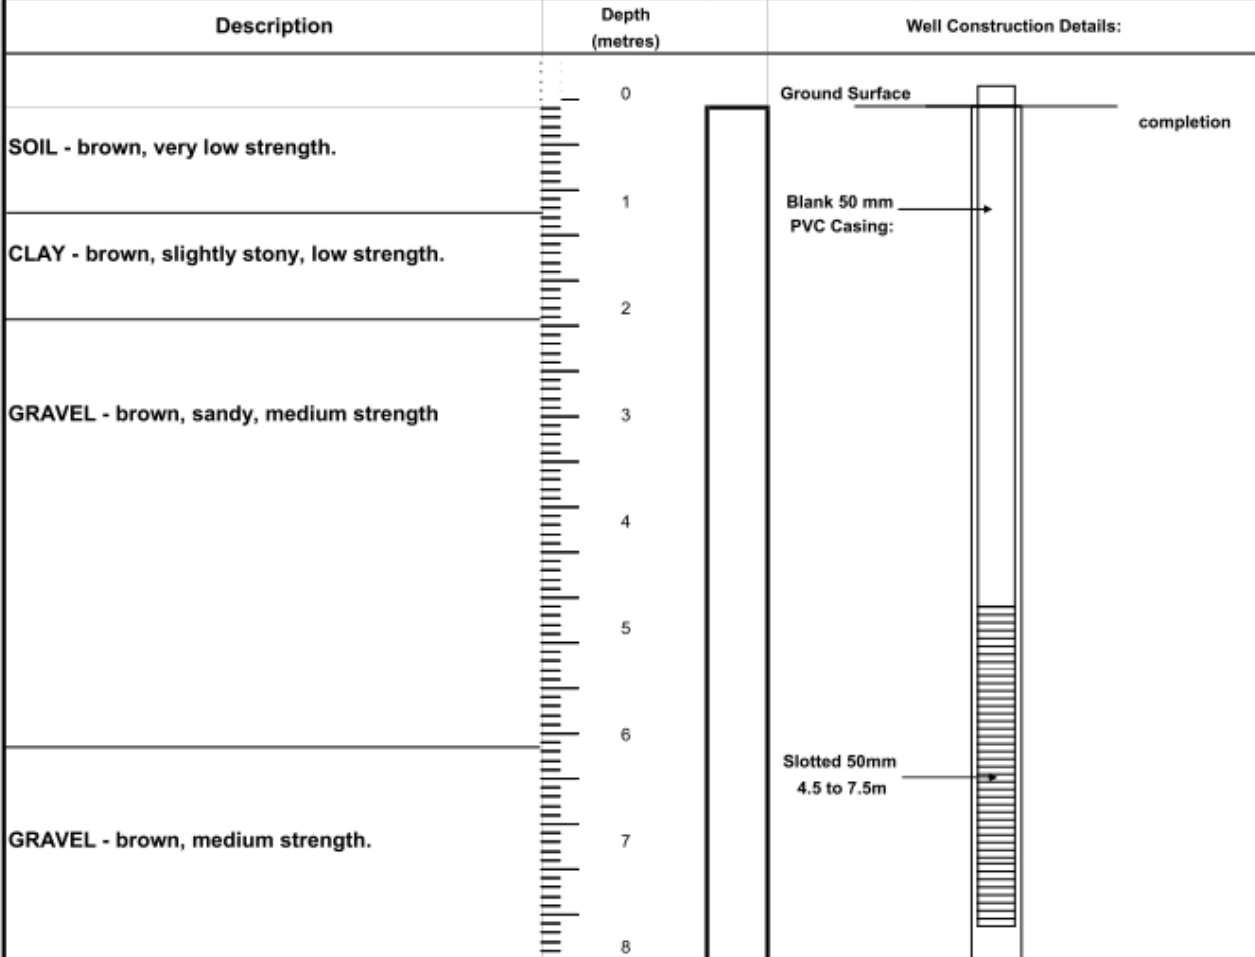 Description
Depth
(metres)
Well Construction Details:
0
Ground Surface
completion
SOIL - brown, very low strength.
1
Blank 50 mm
PVC Casing:
CLAY - brown, slightly stony, low strength.
2
GRAVEL - brown, sandy, medium strength
3
4
5
6
Slotted 50mm
4.5 to 7.5m
GRAVEL - brown, medium strength.
7
8